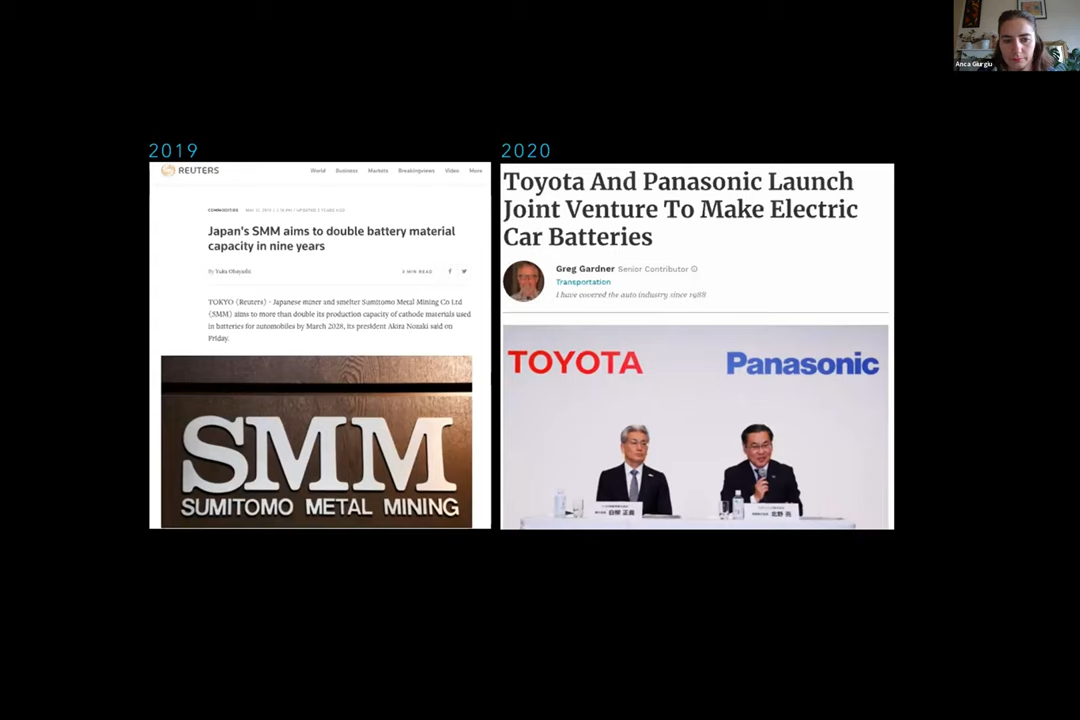 Anca Giurgiu
2019
REUTERS
World Business Markets Breakingviews Video More
COMMODITIES
Japan's SMM aims to double battery material
capacity in nine years
By Yuka Obayashi
3 MIN READ
TOKYO (Reuters) - Japanese miner and smelter Sumitomo Metal Mining Co Ltd
(SMM) aims to more than double its production capacity of cathode materials used
in batteries for automobiles by March 2028, its president Akira Nozaki said on
Friday.
SMM
SUMITOMO METAL MINING
2020
Toyota And Panasonic Launch
Joint Venture To Make Electric
Car Batteries
Greg Gardner Senior Contributor
Transportation
I have covered the auto industry since 1988
TOYOTA
Panasonic